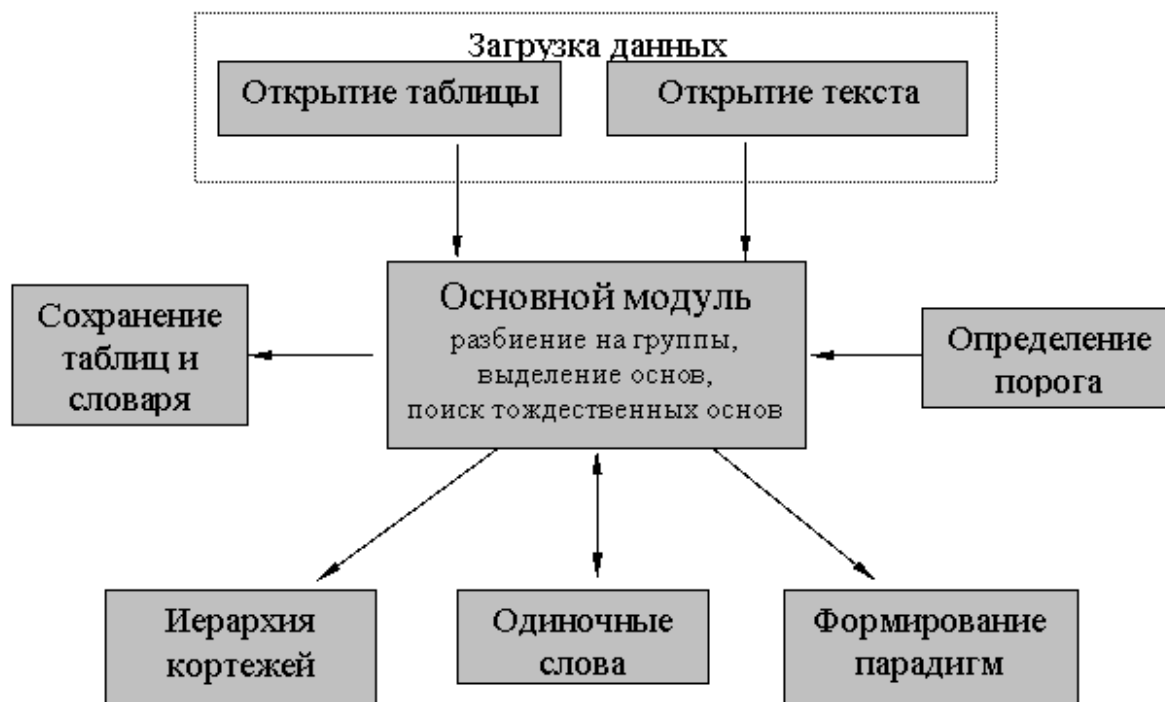 Загрузка данных
Открытие таблицы
Открытие текста
Основной модуль
разбиение на группы,
выделение основ,
поиск тождественных основ
Сохранение
таблиц и
словаря
Определение
порога
Иерархия
кортежей
Одиночные
слова
Формирование
парадигм